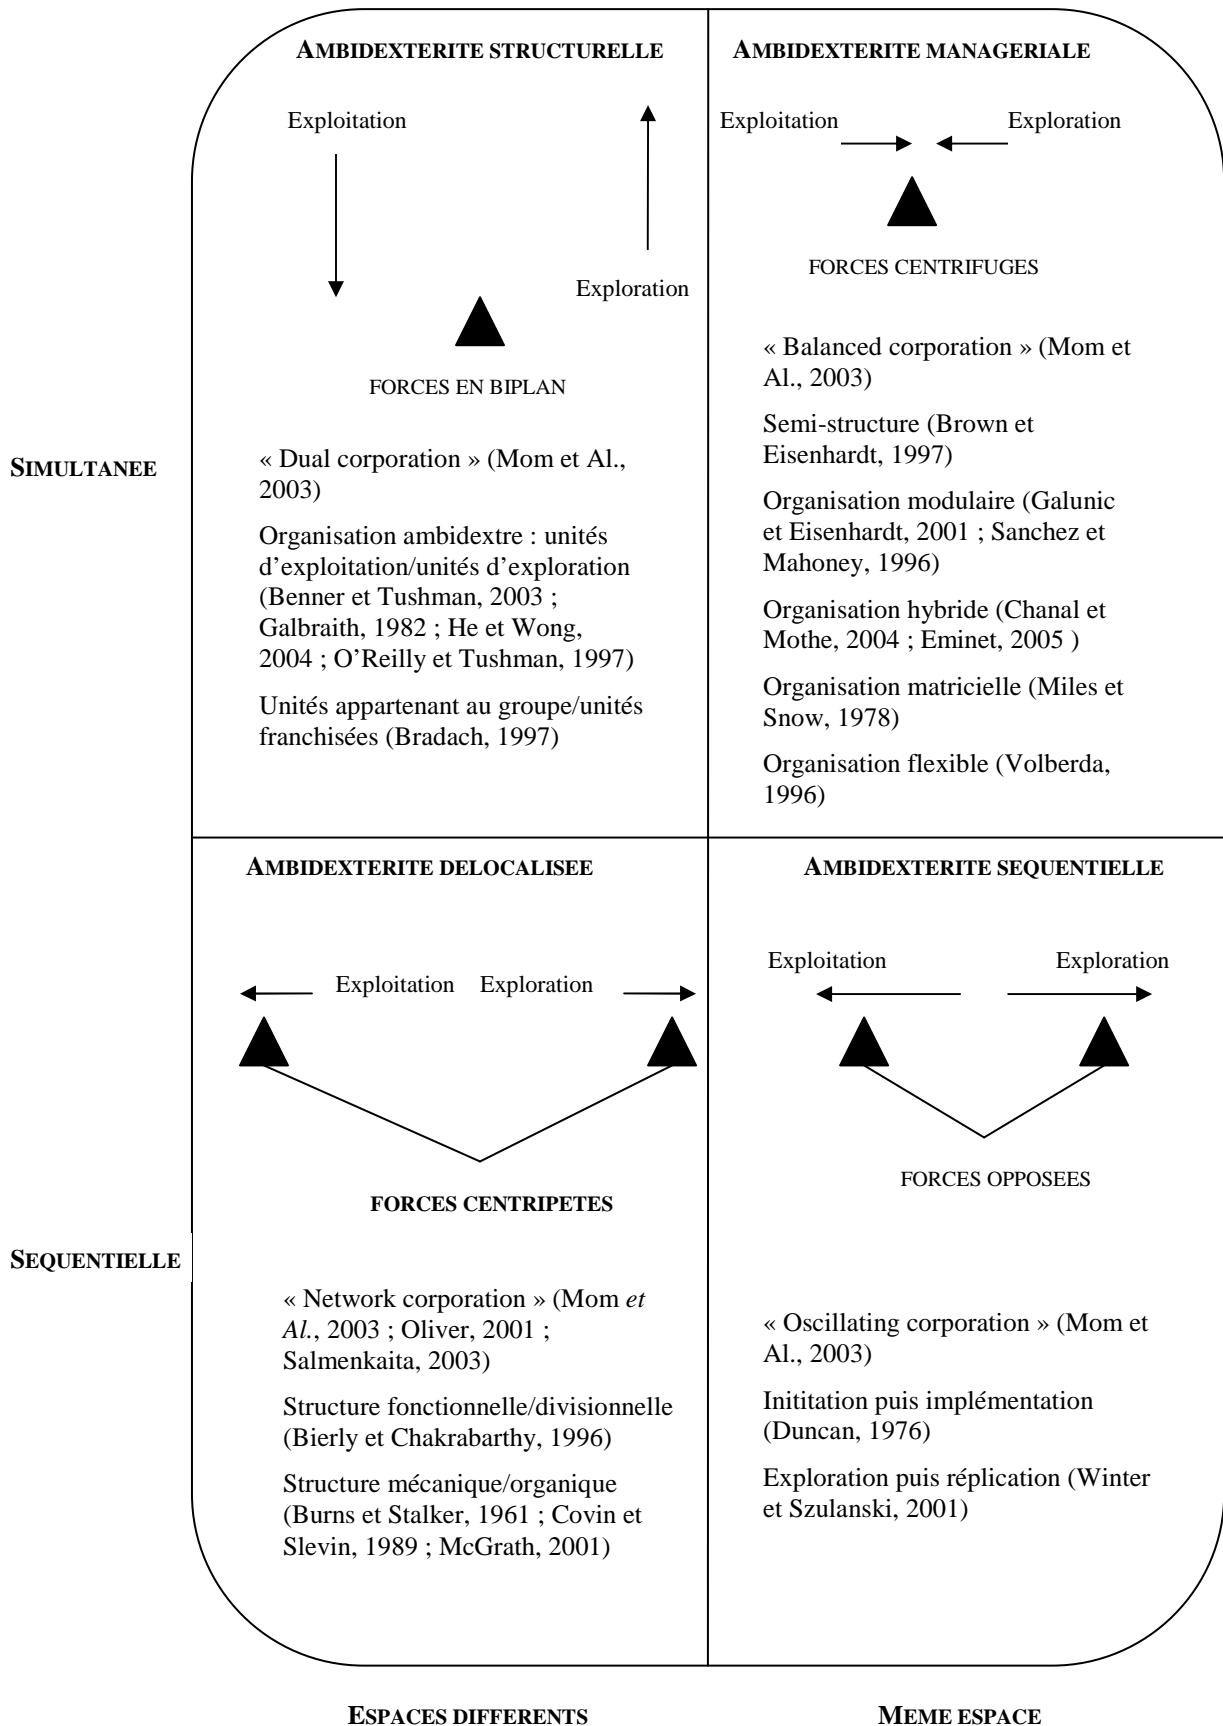 AMBIDEXTERITE STRUCTURELLE
Exploitation
Exploration
FORCES EN BIPLAN
« Dual corporation » (Mom et Al.,
2003)
Organisation ambidextre : unités
d'exploitation/unités d'exploration
(Benner et Tushman, 2003 ;
Galbraith, 1982 ; He et Wong,
2004 ; O'Reilly et Tushman, 1997)
Unités appartenant au groupe/unités
franchisées (Bradach, 1997)
AMBIDEXTERITE MANAGERIALE
Exploitation
Exploration
FORCES CENTRIFUGES
« Balanced corporation » (Mom et
Al., 2003)
Semi-structure (Brown et
Eisenhardt, 1997)
Organisation modulaire (Galunic
et Eisenhardt, 2001 ; Sanchez et
Mahoney, 1996)
Organisation hybride (Chanal et
Mothe, 2004 ; Eminet, 2005 )
Organisation matricielle (Miles et
Snow, 1978)
Organisation flexible (Volberda,
1996)
SIMULTANEE
AMBIDEXTERITE DELOCALISEE
Exploitation Exploration
FORCES CENTRIPETES
« Network corporation » (Mom et
Al., 2003 ; Oliver, 2001 ;
Salmenkaita, 2003)
Structure fonctionnelle/divisionnelle
(Bierly et Chakrabarthy, 1996)
Structure mécanique/organique
(Burns et Stalker, 1961 ; Covin et
Slevin, 1989 ; McGrath, 2001)
AMBIDEXTERITE SEQUENTIELLE
Exploitation
Exploration
FORCES OPPOSEES
« Oscillating corporation » (Mom et
Al., 2003)
Inititation puis implémentation
(Duncan, 1976)
Exploration puis réplication (Winter
et Szulanski, 2001)
SEQUENTIELLE
ESPACES DIFFERENTS
MEME ESPACE